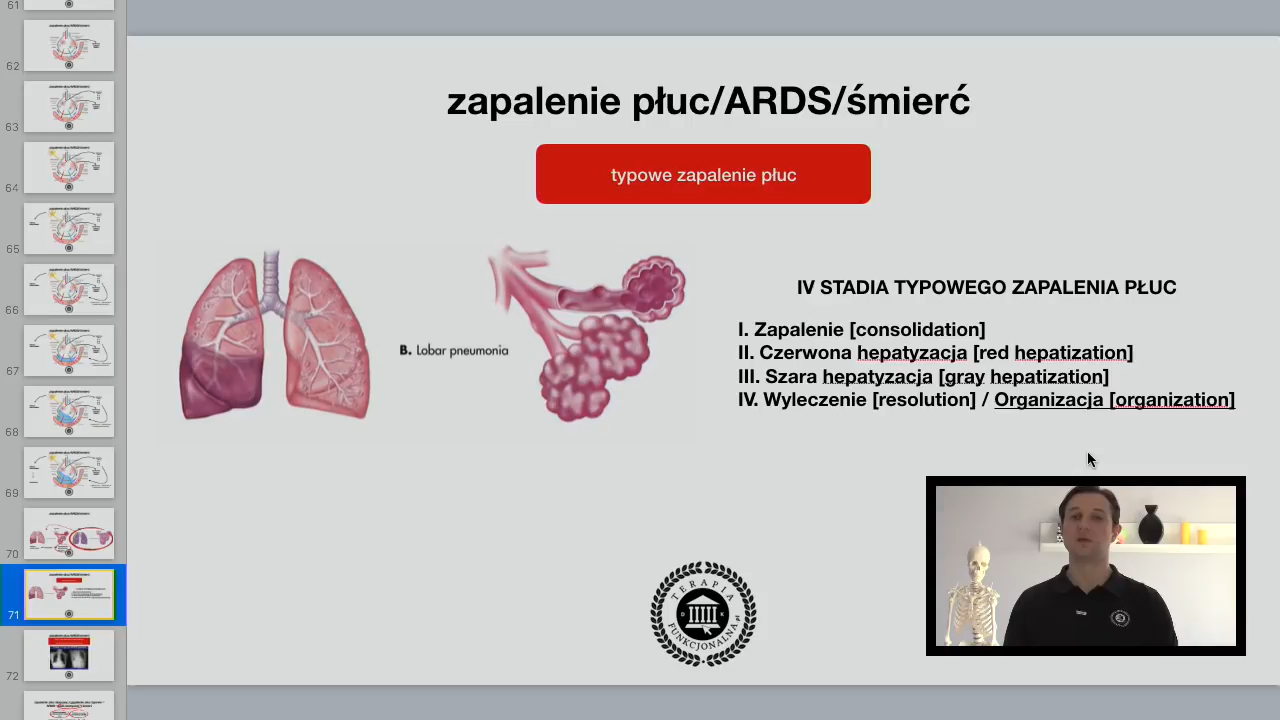 zapalenie płuc/ARDS/śmierć
typowe zapalenie płuc
B. Lobar pneumonia
IV STADIA TYPOWEGO ZAPALENIA PŁUC
I. Zapalenie [consolidation]
II. Czerwona hepatyzacja [red hepatization]
III. Szara hepatyzacja [gray hepatization]
IV. Wyleczenie [resolution] / Organizacja [organization]
TERAPIA
D K
FUNKCJONALNA.pl
61
62
63
64
65
66
67
68
69
70
71
72